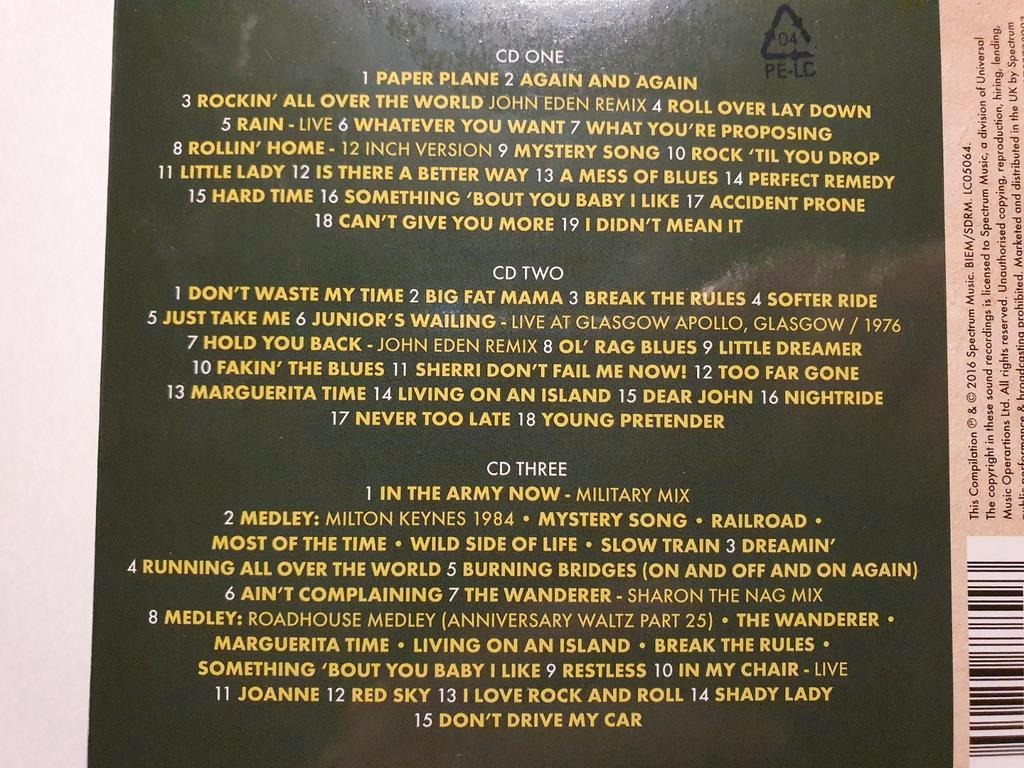 04
PE-LD
CD ONE
1 PAPER PLANE 2 AGAIN AND AGAIN
3 ROCKIN' ALL OVER THE WORLD JOHN EDEN REMIX 4 ROLL OVER LAY DOWN
5 RAIN - LIVE 6 WHATEVER YOU WANT 7 WHAT YOU'RE PROPOSING
8 ROLLIN' HOME - 12 INCH VERSION 9 MYSTERY SONG 10 ROCK 'TIL YOU DROP
11 LITTLE LADY 12 IS THERE A BETTER WAY 13 A MESS OF BLUES 14 PERFECT REMEDY
15 HARD TIME 16 SOMETHING 'BOUT YOU BABY I LIKE 17 ACCIDENT PRONE
18 CAN'T GIVE YOU MORE 19 I DIDN'T MEAN IT
CD TWO
1 DON'T WASTE MY TIME 2 BIG FAT MAMA 3 BREAK THE RULES 4 SOFTER RIDE
5 JUST TAKE ME 6 JUNIOR'S WAILING - LIVE AT GLASGOW APOLLO, GLASGOW / 1976
7 HOLD YOU BACK - JOHN EDEN REMIX 8 OL' RAG BLUES 9 LITTLE DREAMER
10 FAKIN' THE BLUES 11 SHERRI DON'T FAIL ME NOW! 12 TOO FAR GONE
13 MARGUERITA TIME 14 LIVING ON AN ISLAND 15 DEAR JOHN 16 NIGHTRIDE
17 NEVER TOO LATE 18 YOUNG PRETENDER
CD THREE
1 IN THE ARMY NOW - MILITARY MIX
2 MEDLEY: MILTON KEYNES 1984 • MYSTERY SONG • RAILROAD •
MOST OF THE TIME • WILD SIDE OF LIFE • SLOW TRAIN 3 DREAMIN'
4 RUNNING ALL OVER THE WORLD 5 BURNING BRIDGES (ON AND OFF AND ON AGAIN)
6 AIN'T COMPLAINING 7 THE WANDERER - SHARON THE NAG MIX
8 MEDLEY: ROADHOUSE MEDLEY (ANNIVERSARY WALTZ PART 25) • THE WANDERER •
MARGUERITA TIME • LIVING ON AN ISLAND • BREAK THE RULES •
SOMETHING 'BOUT YOU BABY I LIKE 9 RESTLESS 10 IN MY CHAIR - LIVE
11 JOANNE 12 RED SKY 13 I LOVE ROCK AND ROLL 14 SHADY LADY
15 DON'T DRIVE MY CAR
This Compilation ℗ & © 2016 Spectrum Music. BIEM/SDRM. LC05064.
The copyright in these sound recordings is licensed to Spectrum Music, a division of Universal
Music Operartions Ltd. All rights reserved. Unauthorised copying, reproduction, hiring, lending,
public performance & broadcasting prohibited. Marketed and distributed in the UK by Spectrum